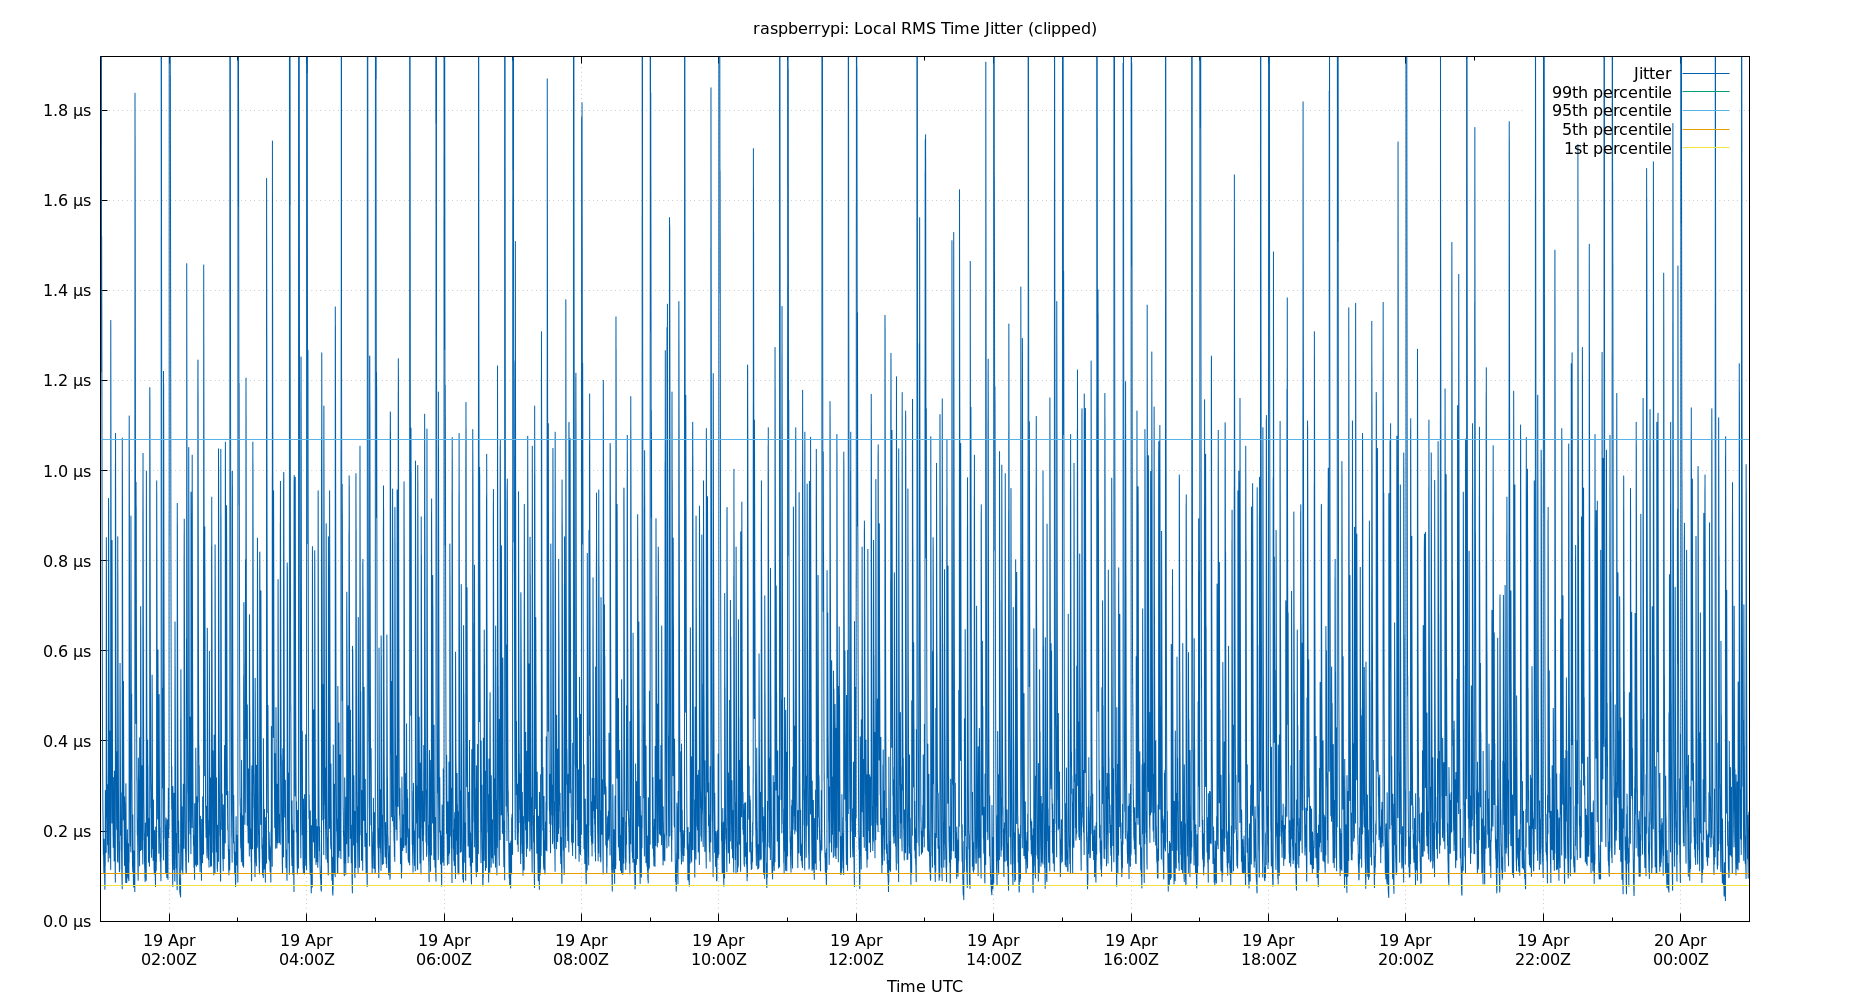 raspberrypi: Local RMS Time Jitter (clipped)
Jitter
99th percentile
95th percentile
5th percentile
1st percentile
1.8 µs
1.6 µs
1.4 µs
1.2 µs
1.0 µs
0.8 µs
0.6 µs
0.4 µs
0.2 µs
0.0 µs
19 Apr 19 Apr 19 Apr 19 Apr 19 Apr 19 Apr 19 Apr 19 Apr 19 Apr 19 Apr 19 Apr 20 Apr
02:00Z 04:00Z 06:00Z 08:00Z 10:00Z 12:00Z 14:00Z 16:00Z 18:00Z 20:00Z 22:00Z 00:00Z
Time UTC